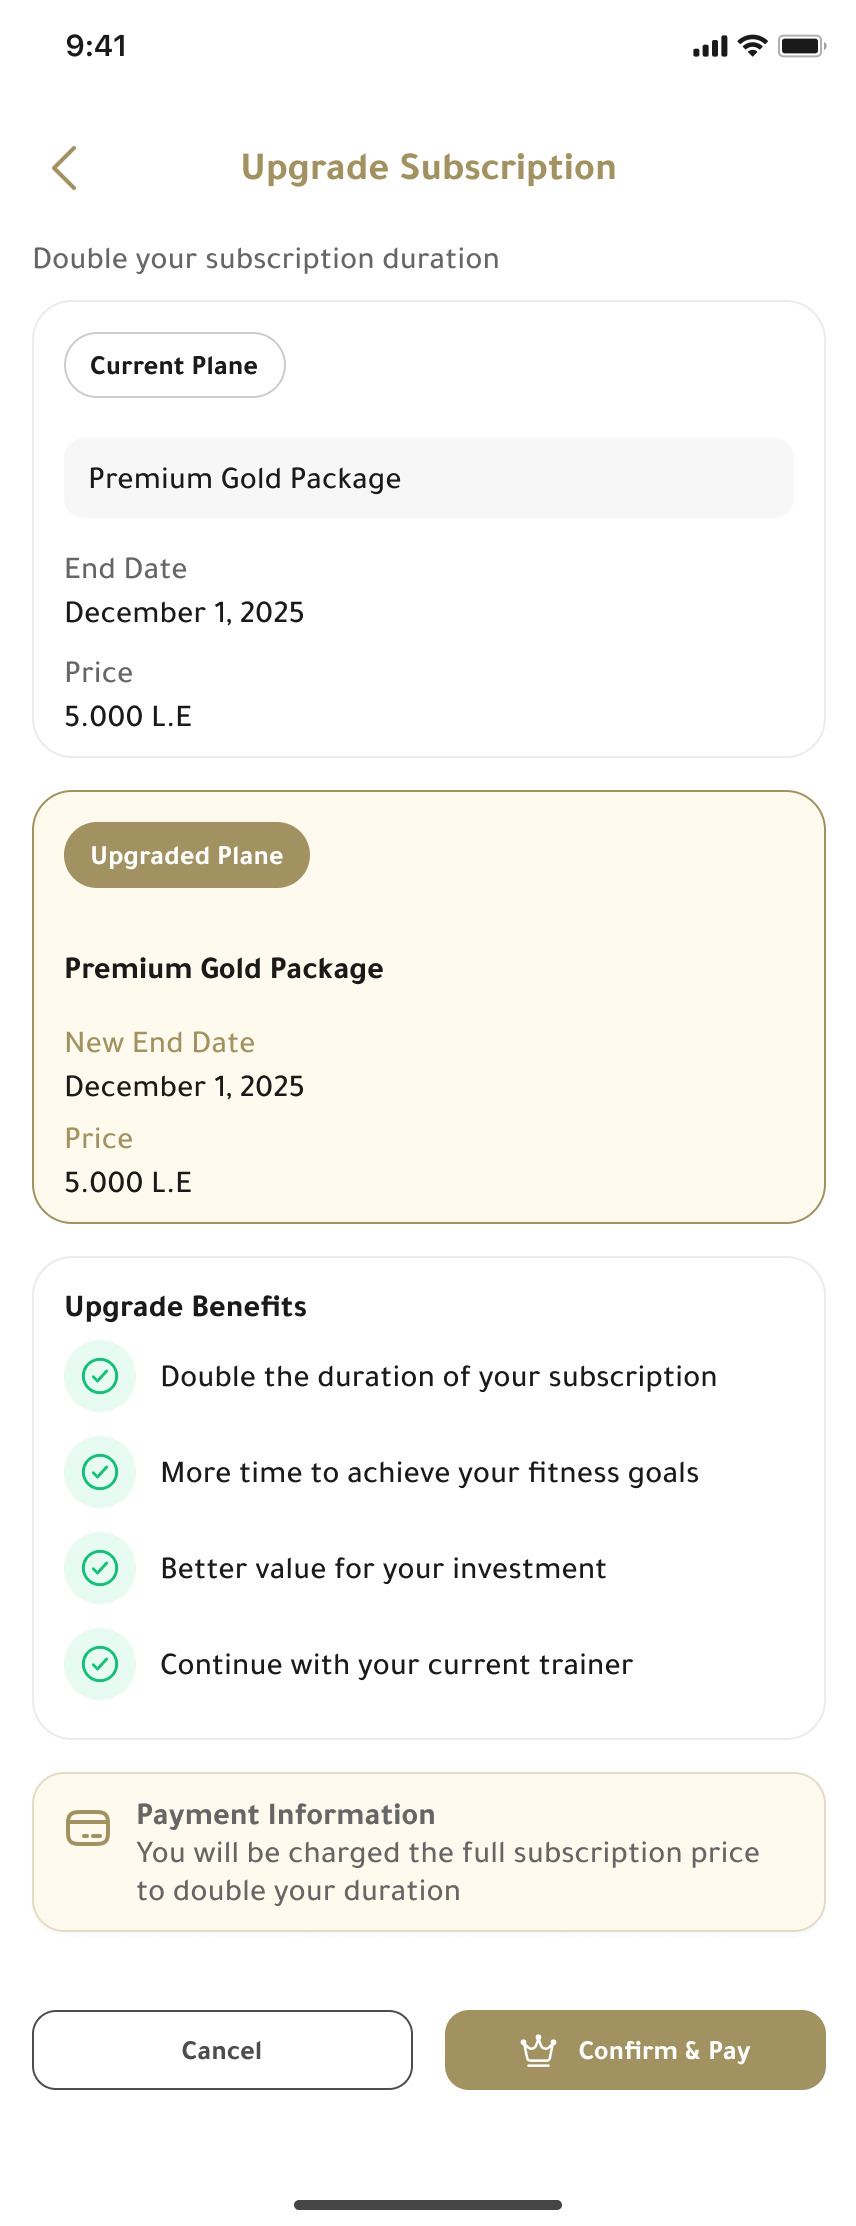 9:41
Upgrade Subscription
Double your subscription duration
Current Plane
Premium Gold Package
End Date
December 1, 2025
Price
5.000 L.E
Upgraded Plane
Premium Gold Package
New End Date
December 1, 2025
Price
5.000 L.E
Upgrade Benefits
Double the duration of your subscription
More time to achieve your fitness goals
Better value for your investment
Continue with your current trainer
Payment Information
You will be charged the full subscription price
to double your duration
Cancel
Confirm & Pay